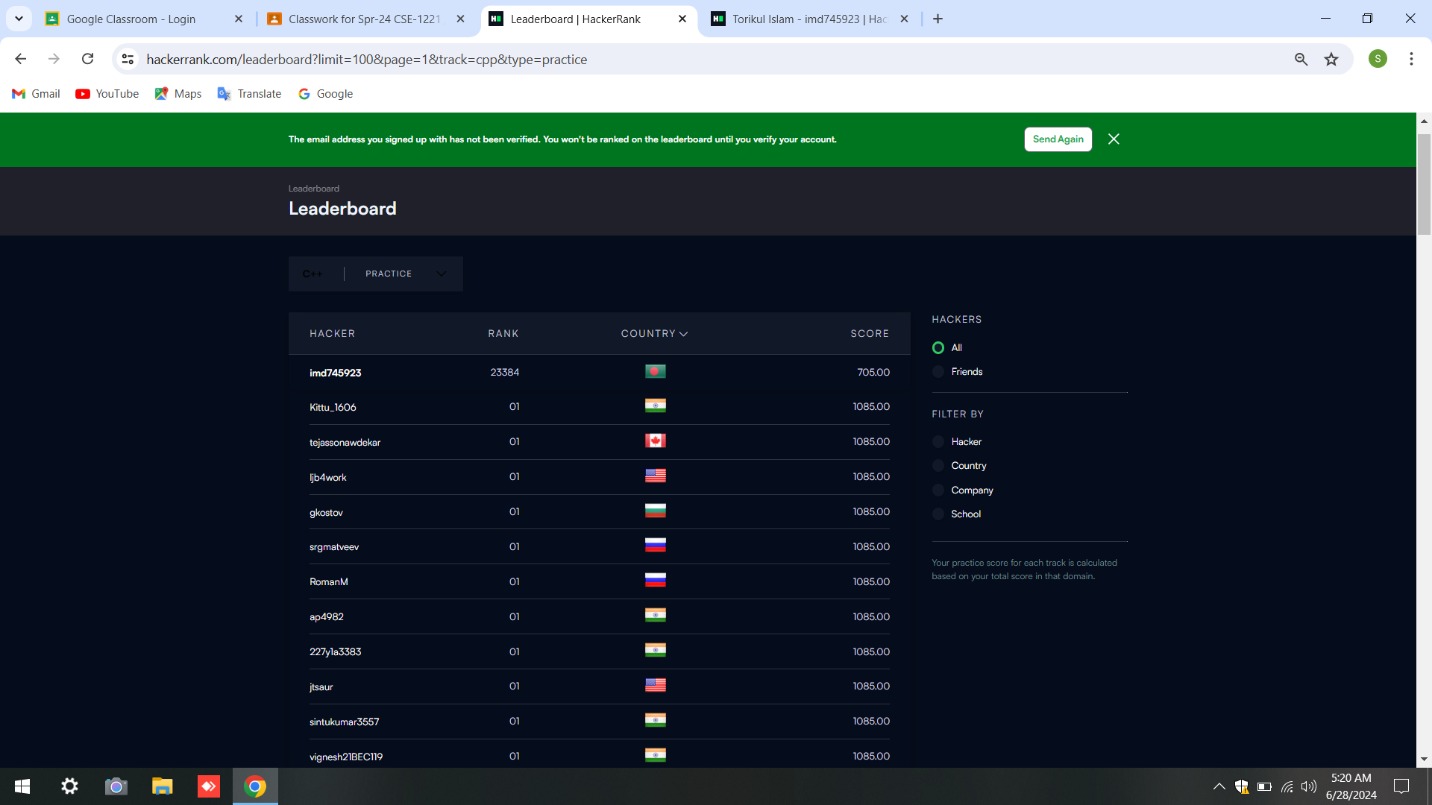 Google Classroom - Login
Classwork for Spr-24 CSE-1221
Leaderboard | HackerRank
Torikul Islam - imd745923 | Hac
hackerrank.com/leaderboard?limit=100&page=1&track=cpp&type=practice
S
Gmail
YouTube
Maps
Translate
Google
The email address you signed up with has not been verified. You won't be ranked on the leaderboard until you verify your account.
Send Again
Leaderboard
Leaderboard
C++ | PRACTICE
HACKER RANK COUNTRY SCORE
imd745923 23384 705.00
Kittu_1606 01 1085.00
tejassonawdekar 01 1085.00
ljb4work 01 1085.00
gkostov 01 1085.00
srgmatveev 01 1085.00
RomanM 01 1085.00
ap4982 01 1085.00
227y1a3383 01 1085.00
jtsaur 01 1085.00
sintukumar3557 01 1085.00
vignesh21BEC119 01 1085.00
HACKERS
All
Friends
FILTER BY
Hacker
Country
Company
School
Your practice score for each track is calculated
based on your total score in that domain.
5:20 AM
6/28/2024